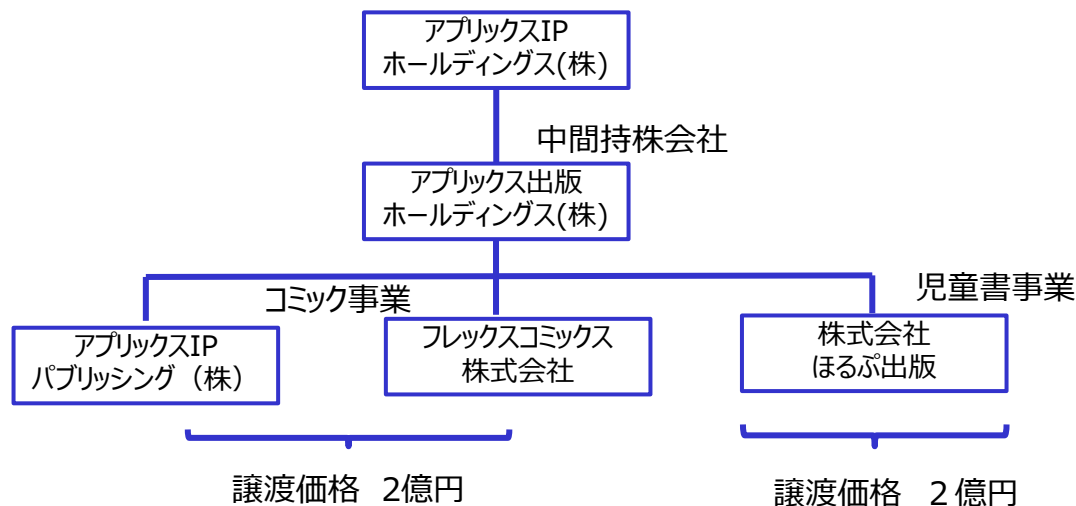 アプリックスIP
ホールディングス(株)
中間持株会社
アプリックス出版
ホールディングス(株)
コミック事業
児童書事業
アプリックスIP
パブリッシング（株）
フレックスコミックス
株式会社
株式会社
ほるぷ出版
譲渡価格 2億円
譲渡価格 ２億円